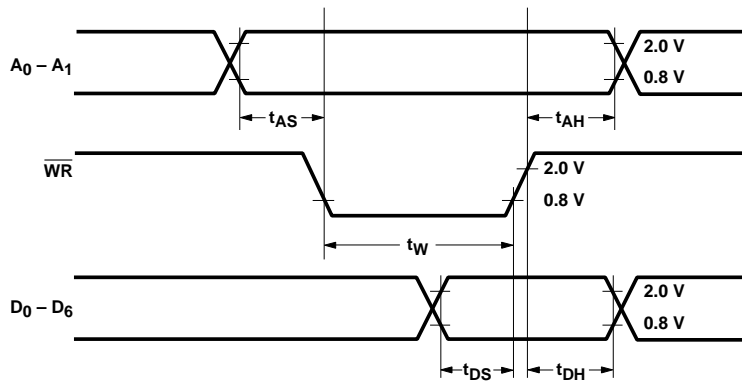 A0 – A1
2.0 V
0.8 V
tAS
tAH
WR
2.0 V
0.8 V
tW
D0 – D6
2.0 V
0.8 V
tDS
tDH